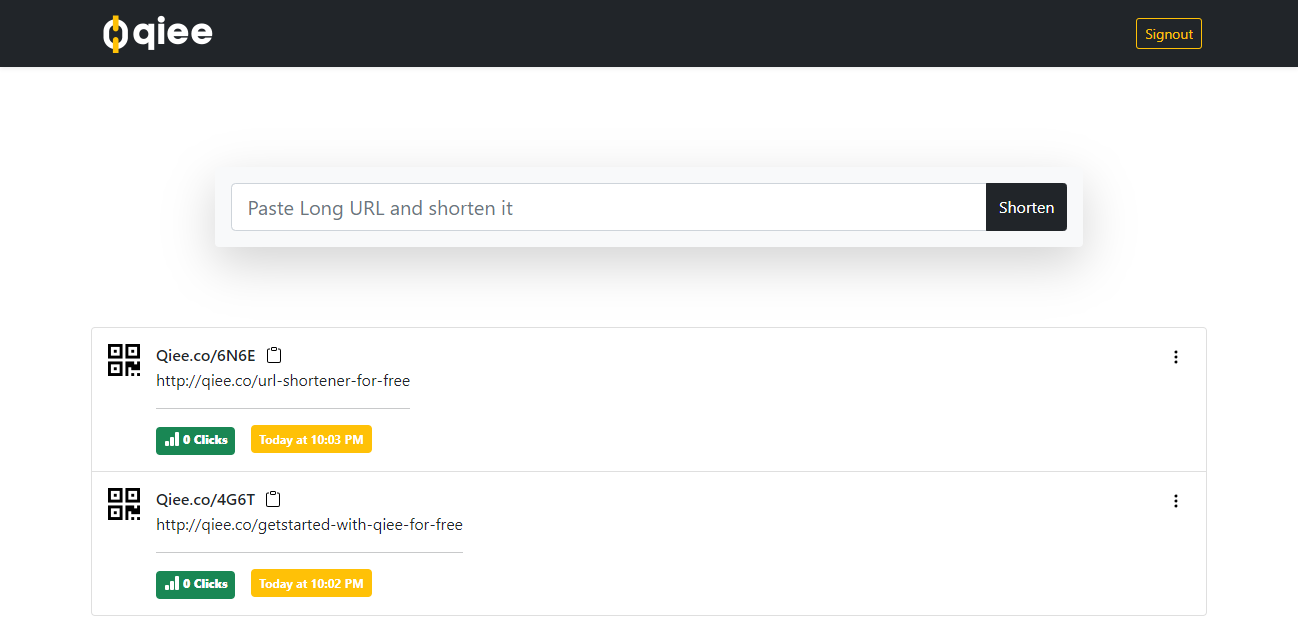 qiee
Signout
Paste Long URL and shorten it
Shorten
Qiee.co/6N6E
http://qiee.co/url-shortener-for-free
0 Clicks
Today at 10:03 PM
Qiee.co/4G6T
http://qiee.co/getstarted-with-qiee-for-free
0 Clicks
Today at 10:02 PM